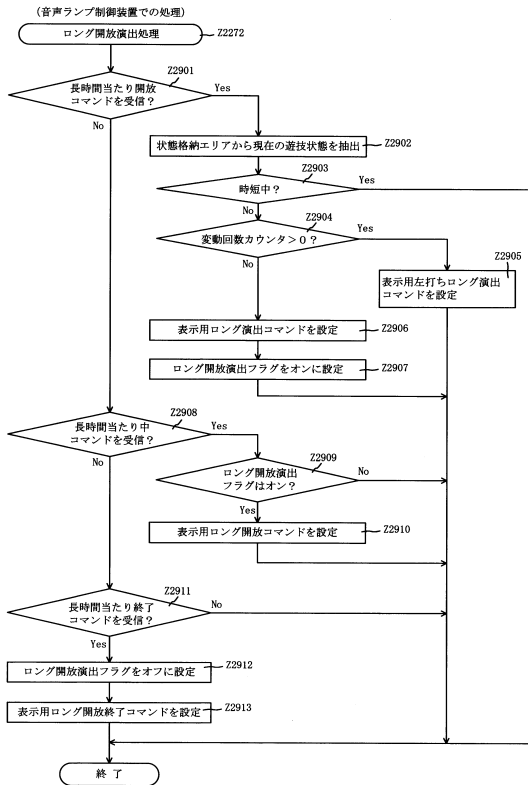 （音声ランプ制御装置での処理）
ロング開放演出処理
Z2272
長時間当たり開放
コマンドを受信？
Z2901
Yes
No
状態格納エリアから現在の遊技状態を抽出
Z2902
時短中？
Z2903
Yes
No
変動回数カウンタ＞０？
Z2904
Yes
No
表示用左打ちロング演出
コマンドを設定
Z2905
表示用ロング演出コマンドを設定
Z2906
ロング開放演出フラグをオンに設定
Z2907
長時間当たり中
コマンドを受信？
Z2908
Yes
No
ロング開放演出
フラグはオン？
Z2909
No
Yes
表示用ロング開放コマンドを設定
Z2910
長時間当たり終了
コマンドを受信？
Z2911
No
Yes
ロング開放演出フラグをオフに設定
Z2912
表示用ロング開放終了コマンドを設定
Z2913
終了